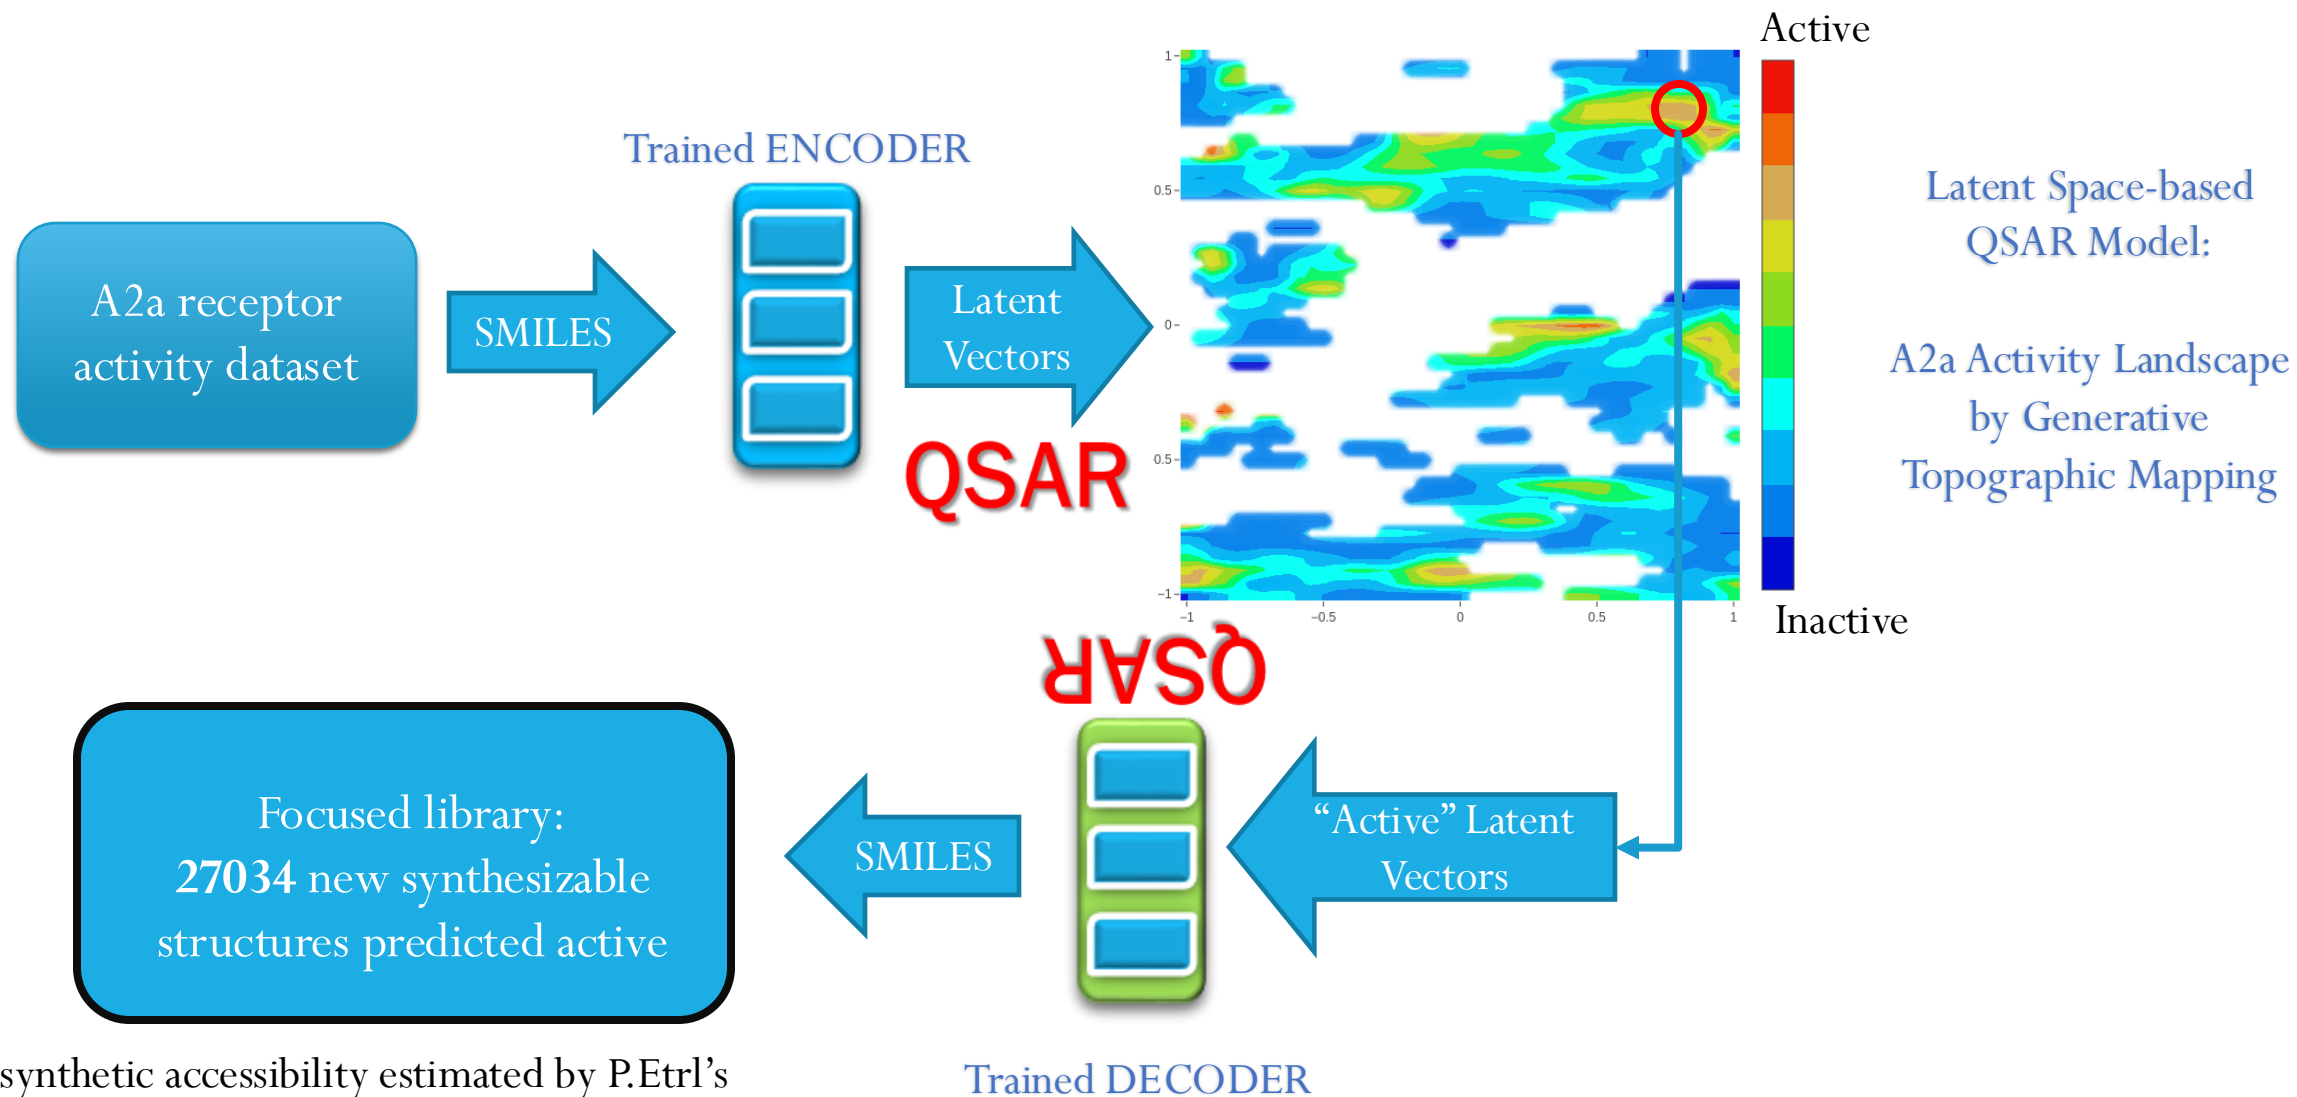 Active
Trained ENCODER
A2a receptor
activity dataset
SMILES
Latent
Vectors
QSAR
1
0.5
0
0.5
−1
−1
−0.5
0
0.5
1
Inactive
Latent Space-based
QSAR Model:
A2a Activity Landscape
by Generative
Topographic Mapping
QSAR
“Active” Latent
Vectors
SMILES
Focused library:
27034 new synthesizable
structures predicted active
Trained DECODER
synthetic accessibility estimated by P.Etrl’s